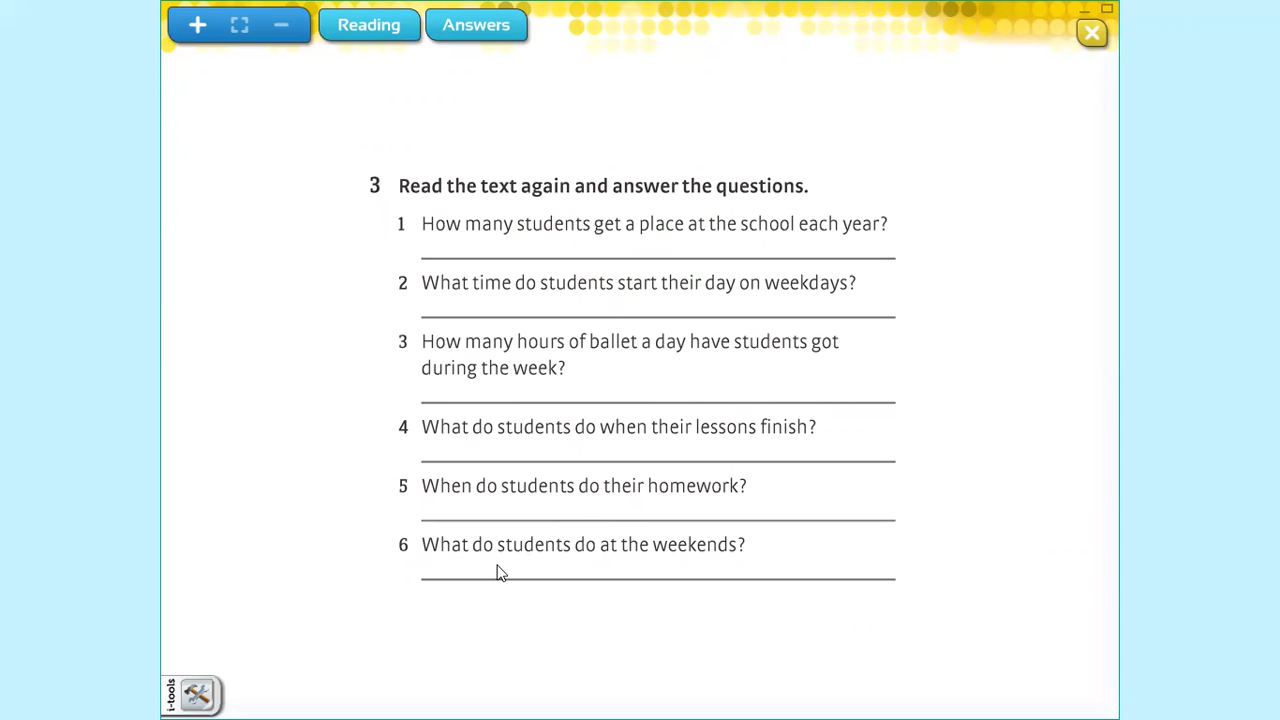 Reading Answers
3 Read the text again and answer the questions.
1 How many students get a place at the school each year?
2 What time do students start their day on weekdays?
3 How many hours of ballet a day have students got
during the week?
4 What do students do when their lessons finish?
5 When do students do their homework?
6 What do students do at the weekends?
i-tools